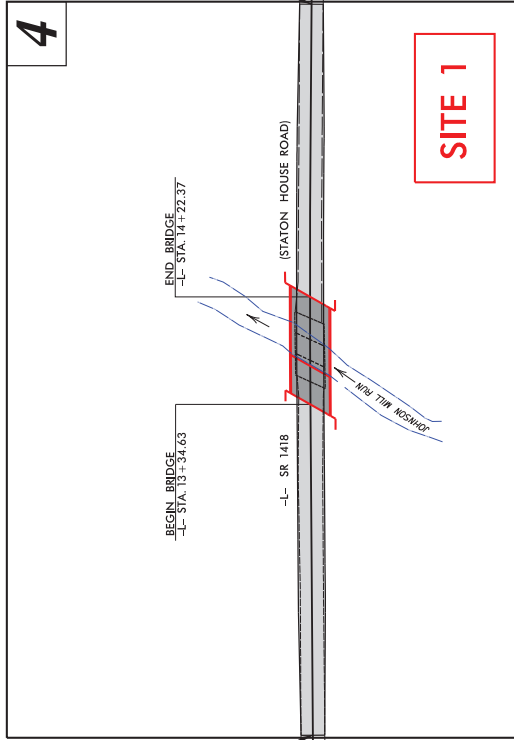 4
SITE 1
BEGIN BRIDGE
-L- STA. 13 + 34.63
END BRIDGE
-L- STA. 14 + 22.37
-L- SR 1418
(STATON HOUSE ROAD)
JOHNSON MILL RUN